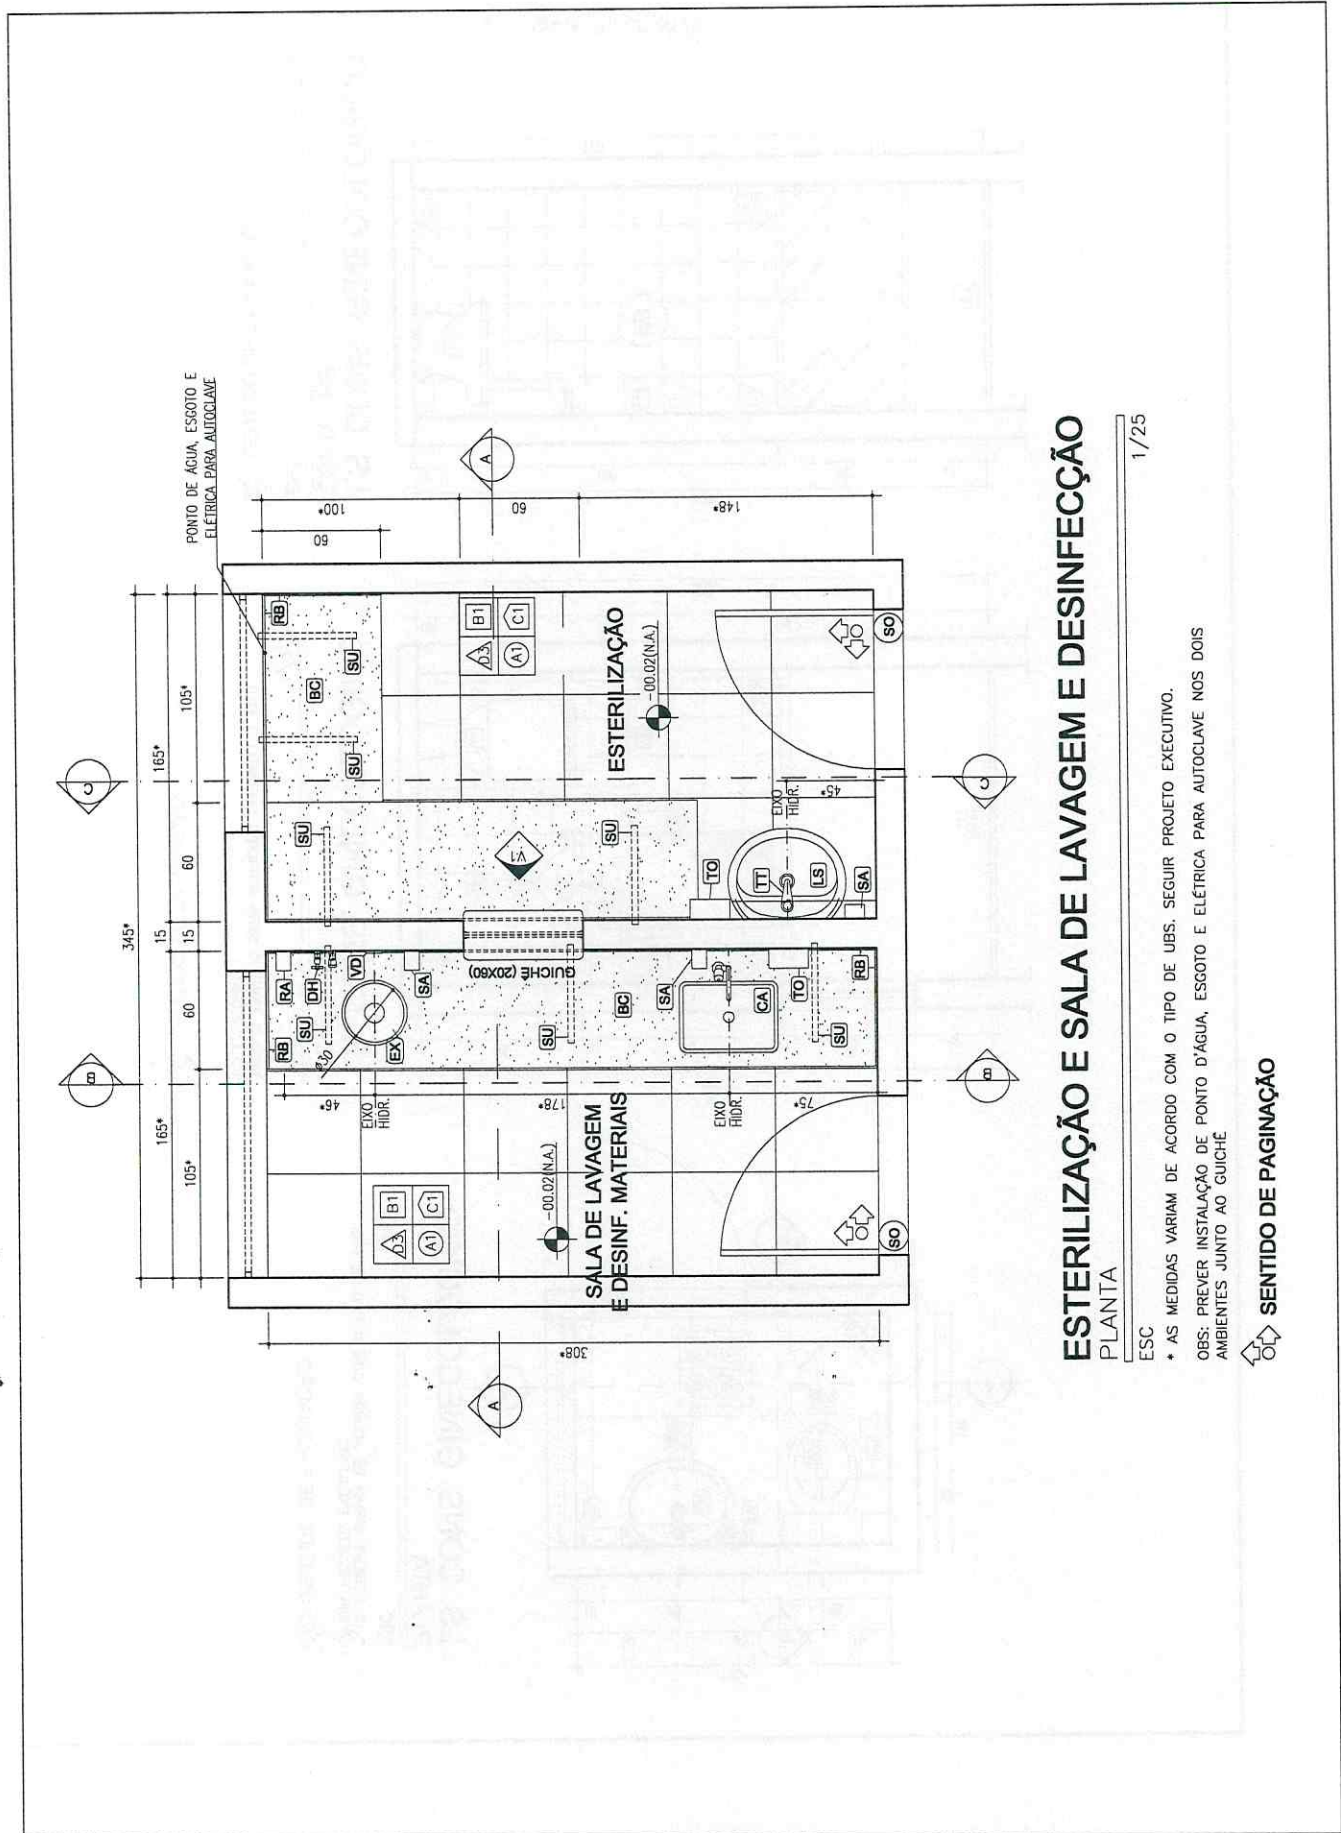 PONTO DE ÁGUA, ESGOTO E
ELÉTRICA PARA AUTOCLAVE
345*
165*
15
165*
105*
60
15
60
105*
C
B
RB
SU
BC
SU
SU
SU
V.1
TO
TT
LS
SA
EIXO
HIDR.
45*
D3
B1
A1
C1
ESTERILIZAÇÃO
-00.02(N.A.)
SO
60
100*
60
148*
A
RB
RA
SU
DH
VD
Ø30
EX
SA
GUICHÊ (20X60)
SU
BC
SA
CA
TO
SU
RB
46*
EIXO
HIDR.
178*
EIXO
HIDR.
75*
D3
B1
A1
C1
-00.02(N.A.)
SALA DE LAVAGEM
E DESINF. MATERIAIS
SO
308*
A
B
C
ESTERILIZAÇÃO E SALA DE LAVAGEM E DESINFECÇÃO
PLANTA
ESC 1/25
* AS MEDIDAS VARIAM DE ACORDO COM O TIPO DE UBS. SEGUIR PROJETO EXECUTIVO.
OBS: PREVER INSTALAÇÃO DE PONTO D'ÁGUA, ESGOTO E ELÉTRICA PARA AUTOCLAVE NOS DOIS
AMBIENTES JUNTO AO GUICHÊ
SENTIDO DE PAGINAÇÃO